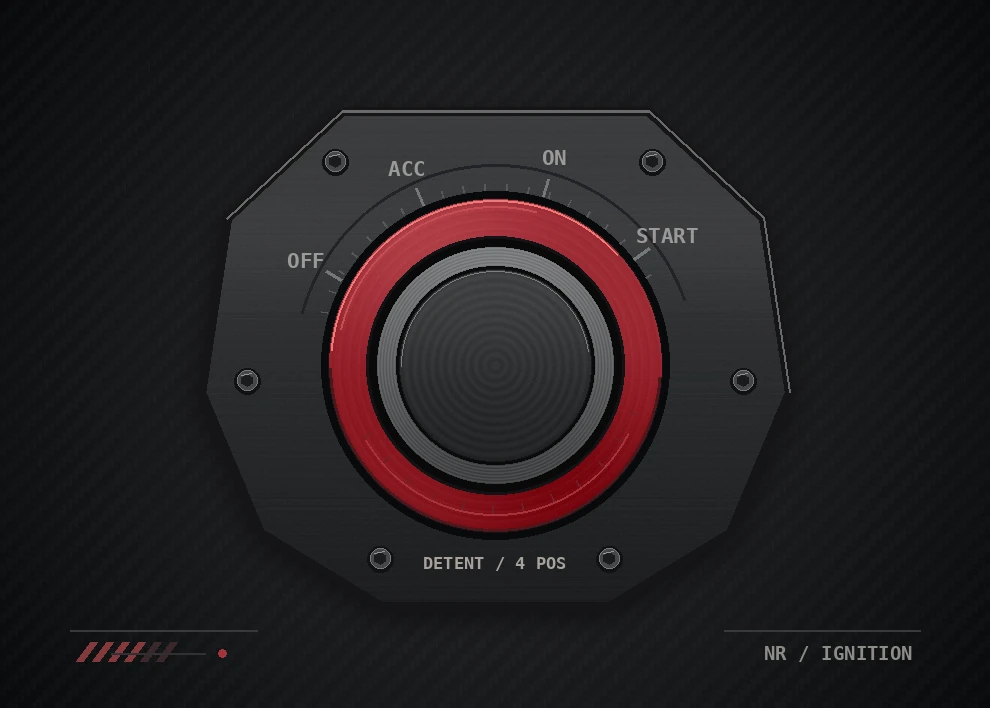 ACC
ON
OFF
START
DETENT / 4 POS
NR / IGNITION